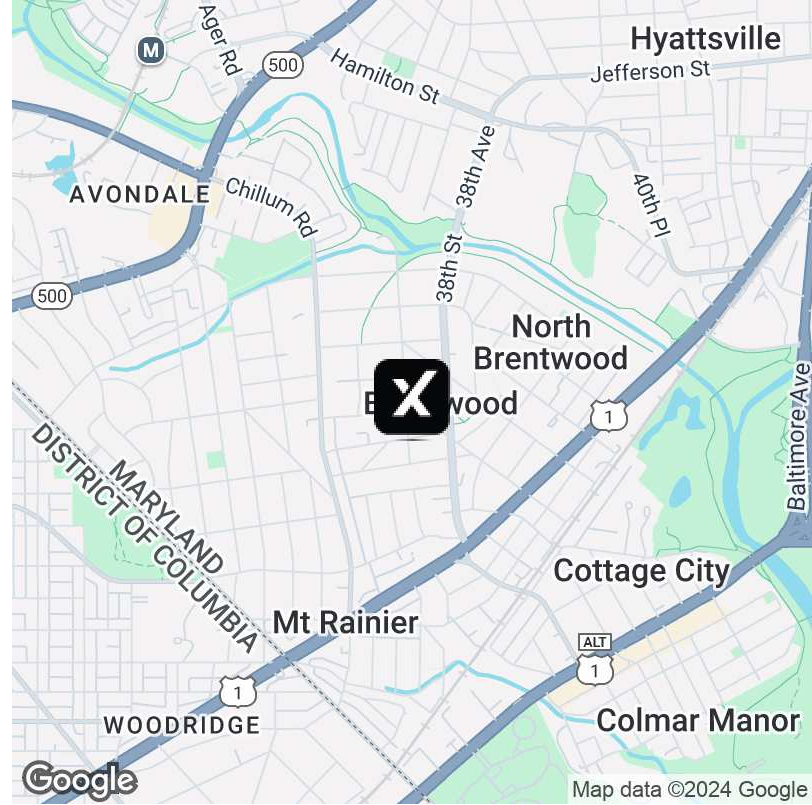 Hyattsville
Ager Rd
M
500
Hamilton St
Jefferson St
38th Ave
40th Pl
AVONDALE
Chillum Rd
38th St
500
North
Brentwood
wood
1
Baltimore Ave
MARYLAND
DISTRICT OF COLUMBIA
Cottage City
Mt Rainier
ALT
1
1
WOODRIDGE
Colmar Manor
Google
Map data ©2024 Google